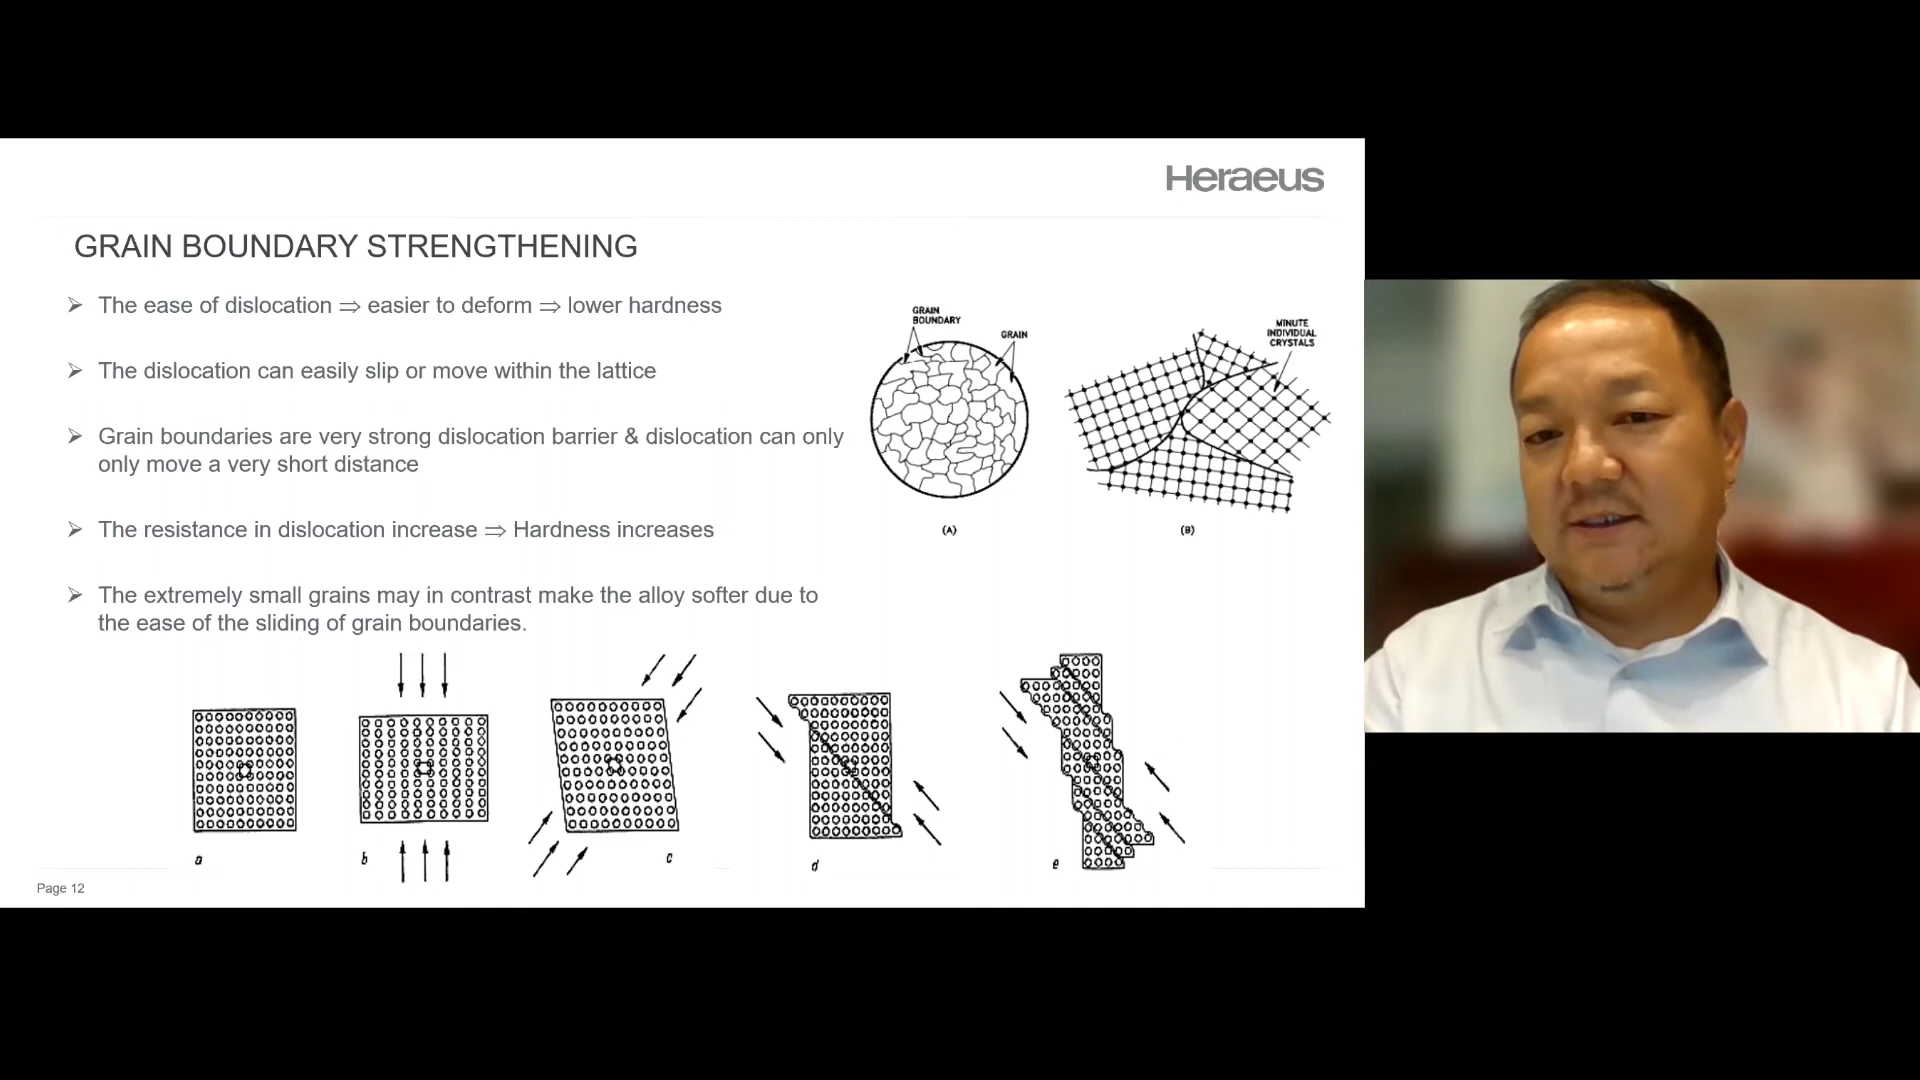 Heraeus
GRAIN BOUNDARY STRENGTHENING
➢ The ease of dislocation ⇒ easier to deform ⇒ lower hardness
➢ The dislocation can easily slip or move within the lattice
➢ Grain boundaries are very strong dislocation barrier & dislocation can only
only move a very short distance
➢ The resistance in dislocation increase ⇒ Hardness increases
➢ The extremely small grains may in contrast make the alloy softer due to
the ease of the sliding of grain boundaries.
GRAIN
BOUNDARY
GRAIN
(A)
MINUTE
INDIVIDUAL
CRYSTALS
(B)
a
b
c
d
e
Page 12